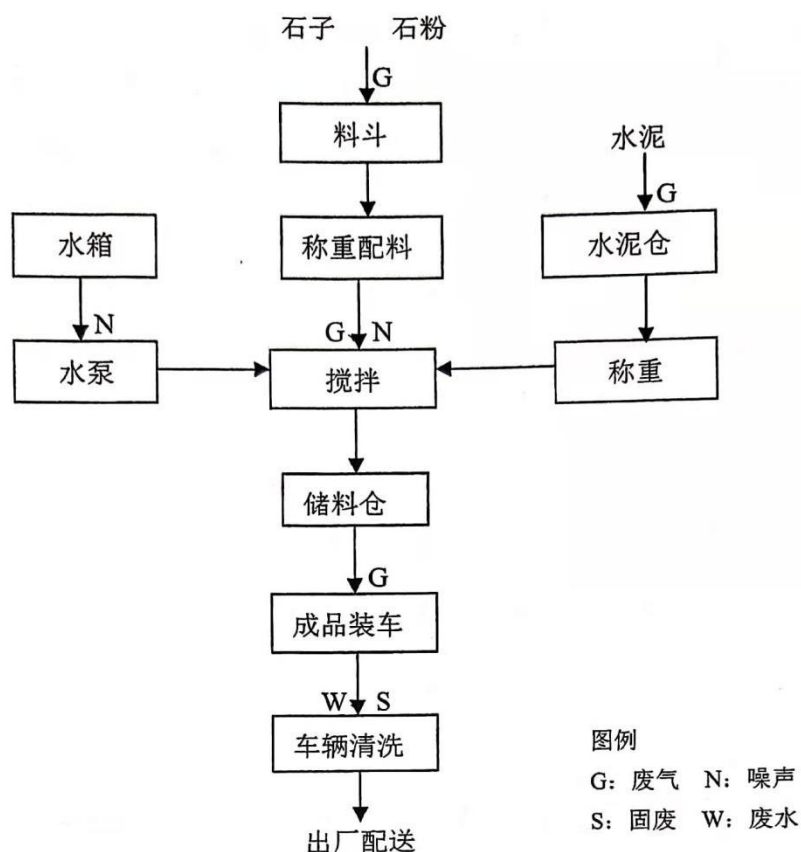 石子 石粉
G
料斗
水泥
G
水箱
称重配料
水泥仓
N
G N
水泵
搅拌
称重
储料仓
G
成品装车
W S
车辆清洗
出厂配送
图例
G：废气 N：噪声
S：固废 W：废水